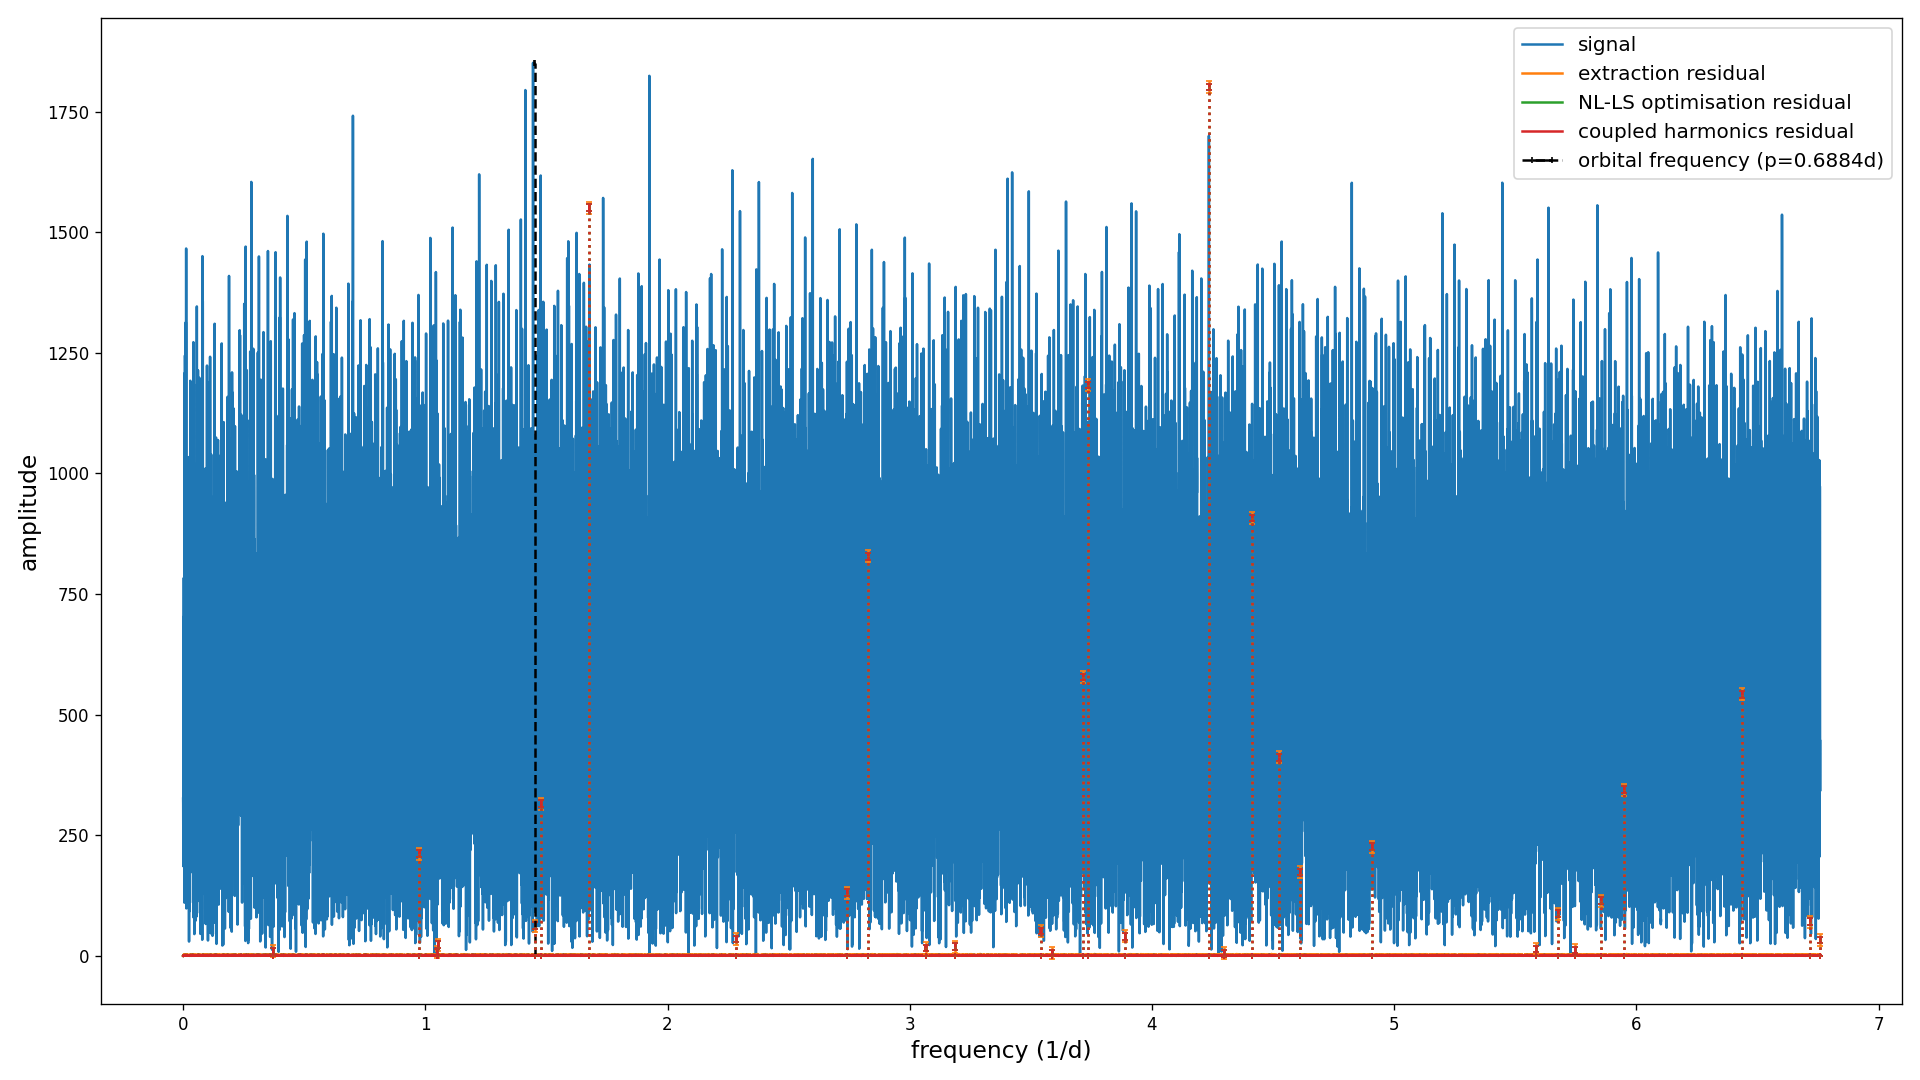 signal
extraction residual
NL-LS optimisation residual
coupled harmonics residual
orbital frequency (p=0.6884d)
amplitude
1750
1500
1250
1000
750
500
250
0
0 1 2 3 4 5 6 7
frequency (1/d)